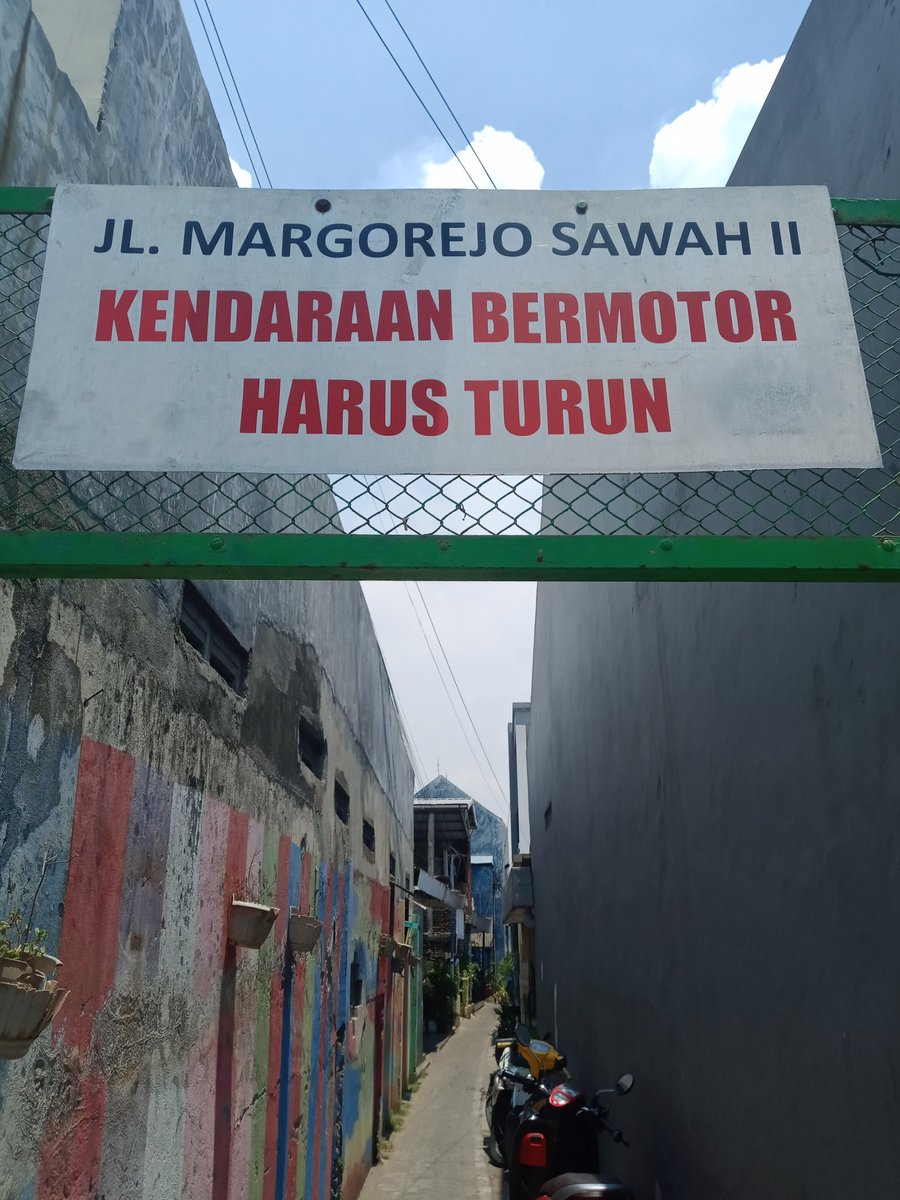 JL. MARGOREJO SAWAH II
KENDARAAN BERMOTOR
HARUS TURUN